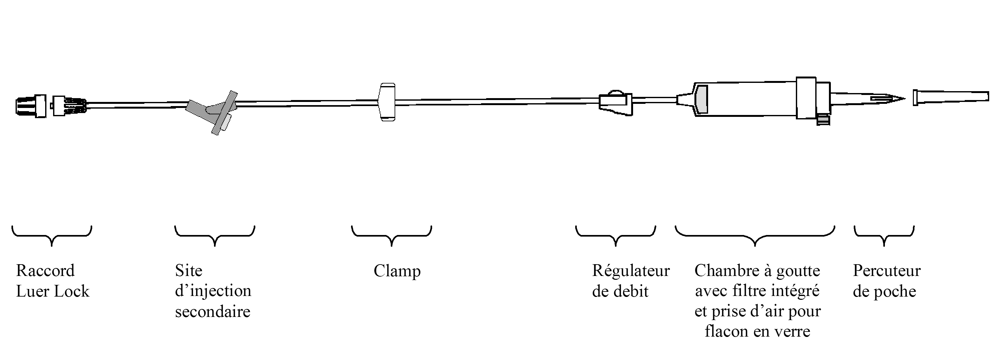 Raccord
Luer Lock
Site
d’injection
secondaire
Clamp
Régulateur
de debit
Chambre à goutte
avec filtre intégré
et prise d’air pour
flacon en verre
Percuteur
de poche